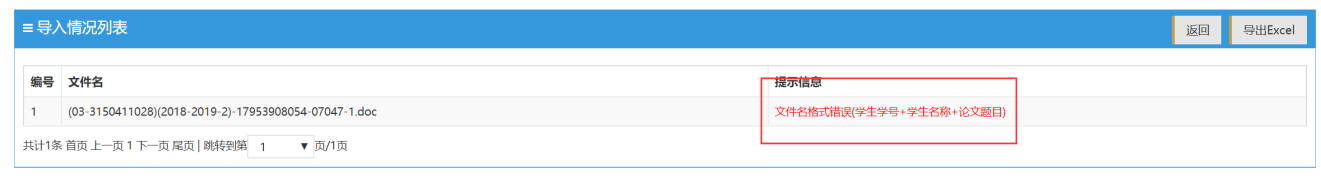 ≡导入情况列表 返回 导出Excel
编号 文件名 提示信息
1 (03-3150411028)(2018-2019-2)-17953908054-07047-1.doc 文件名格式错误(学生学号+学生名称+论文题目)
共计1条 首页 上一页 1 下一页 尾页 | 跳转到第 1 ▼ 页/1页